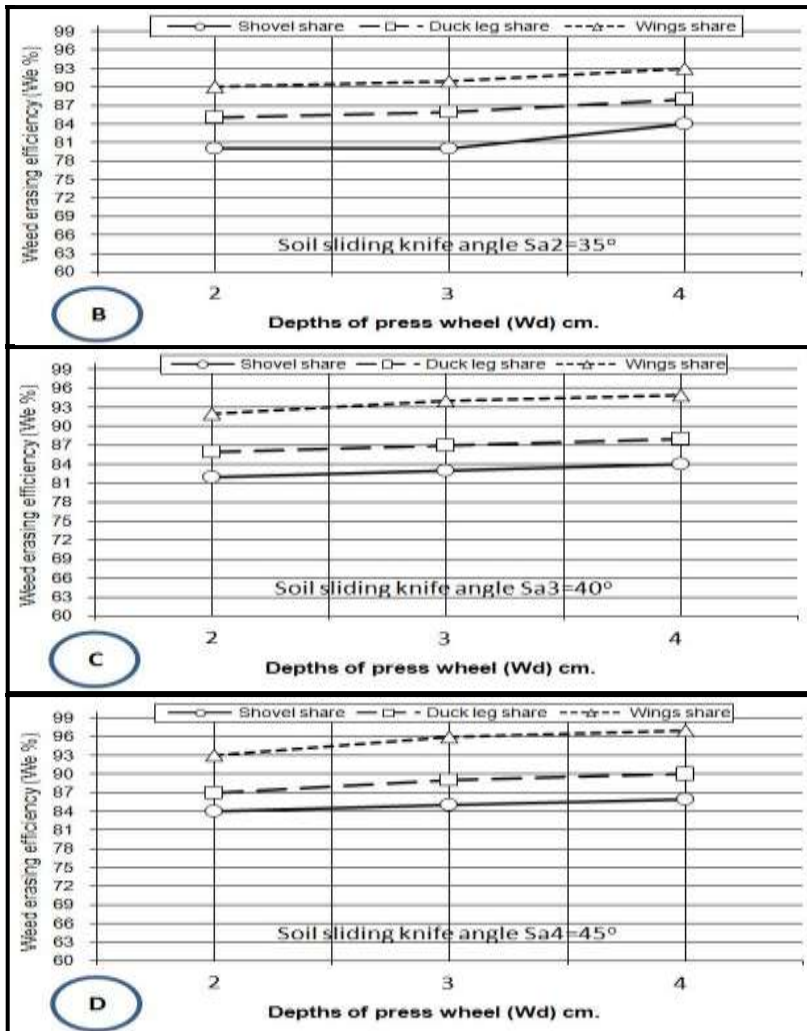 Shovel share Duck leg share Wings share
Weed erasing efficiency (We %)
99
96
93
90
87
84
81
78
75
72
69
66
63
60
Soil sliding knife angle Sa2=35°
2 3 4
B
Depths of press wheel (Wd) cm.
Shovel share Duck leg share Wings share
Weed erasing efficiency (We %)
99
96
93
90
87
84
81
78
75
72
69
66
63
60
Soil sliding knife angle Sa3=40°
2 3 4
C
Depths of press wheel (Wd) cm.
Shovel share Duck leg share Wings share
Weed erasing efficiency (We %)
99
96
93
90
87
84
81
78
75
72
69
66
63
60
Soil sliding knife angle Sa4=45°
2 3 4
D
Depths of press wheel (Wd) cm.